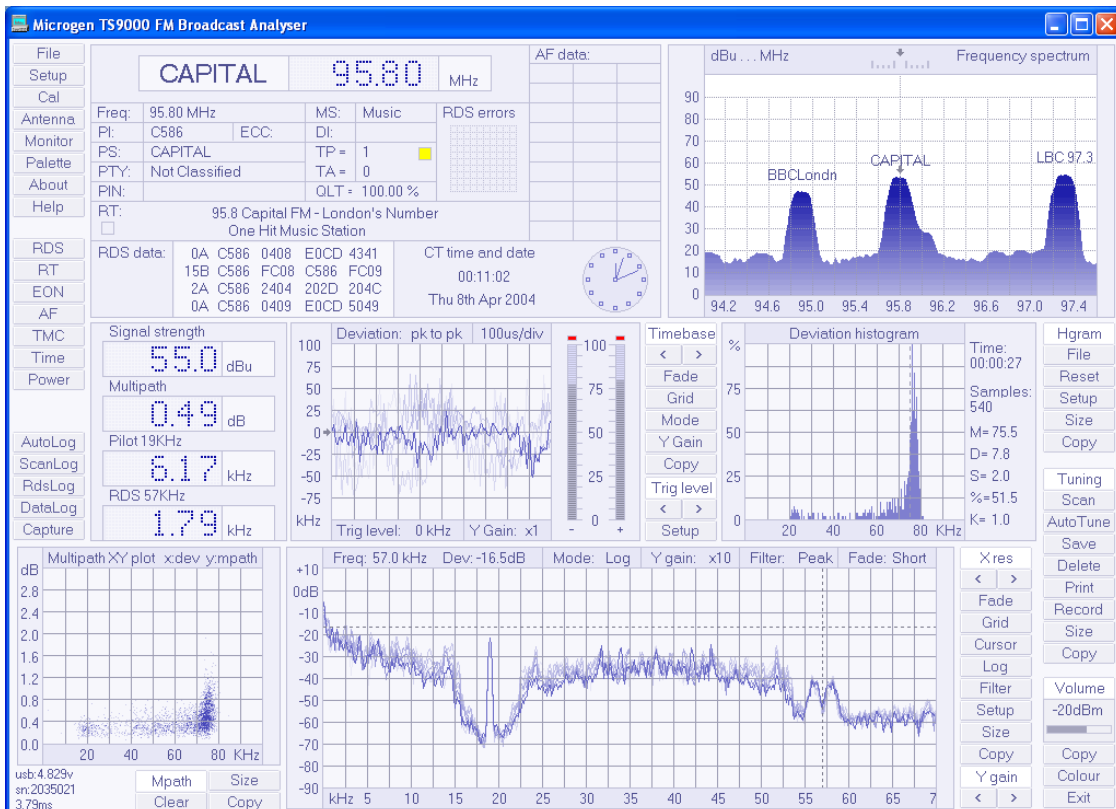 Microgen TS9000 FM Broadcast Analyser
File
Setup
Cal
Antenna
Monitor
Palette
About
Help
RDS
RT
EON
AF
TMC
Time
Power
AutoLog
ScanLog
RdsLog
DataLog
Capture
CAPITAL 95.80 MHz
Freq: 95.80 MHz MS: Music RDS errors
PI: C586 ECC: DI:
PS: CAPITAL TP = 1
PTY: Not Classified TA = 0
PIN: QLT = 100.00 %
RT: 95.8 Capital FM - London's Number
One Hit Music Station
AF data:
RDS data: 0A C586 0408 E0CD 4341
15B C586 FC08 C586 FC09
2A C586 2404 202D 204C
0A C586 0409 E0CD 5049
CT time and date
00:11:02
Thu 8th Apr 2004
dBu . . . MHz Frequency spectrum
90
80
70
60
50
40
30
20
10
0
BBCLondn
CAPITAL
LBC 97.3
94.2 94.6 95.0 95.4 95.8 96.2 96.6 97.0 97.4
Signal strength
55.0 dBu
Multipath
0.49 dB
Pilot 19KHz
6.17 kHz
RDS 57KHz
1.79 kHz
Deviation: pk to pk 100us/div
100
75
50
25
0
-25
-50
-75
kHz
Trig level: 0 kHz Y Gain: x1
100
75
50
25
0
- +
Timebase
< >
Fade
Grid
Mode
Y Gain
Copy
Trig level
< >
Setup
Deviation histogram
%
75
50
25
0
20 40 60 80 kHz
Time:
00:00:27
Samples:
540
M= 75.5
D= 7.8
S= 2.0
%=51.5
K= 1.0
Hgram
File
Reset
Setup
Size
Copy
Tuning
Scan
AutoTune
Save
Delete
Print
Record
Size
Copy
Volume
-20dBm
Copy
Colour
Exit
Multipath XY plot x:dev y:mpath
dB
2.8
2.4
2.0
1.6
1.2
0.8
0.4
0.0
20 40 60 80 KHz
usb:4.829v
sn:2035021
3.79ms
Mpath Size
Clear Copy
Freq: 57.0 kHz Dev: -16.5dB Mode: Log Y gain: x10 Filter: Peak Fade: Short
+10
0dB
-10
-20
-30
-40
-50
-60
-70
-80
-90
kHz 5 10 15 20 25 30 35 40 45 50 55 60 65 7
X res
< >
Fade
Grid
Cursor
Log
Filter
Setup
Size
Copy
Y gain
< >